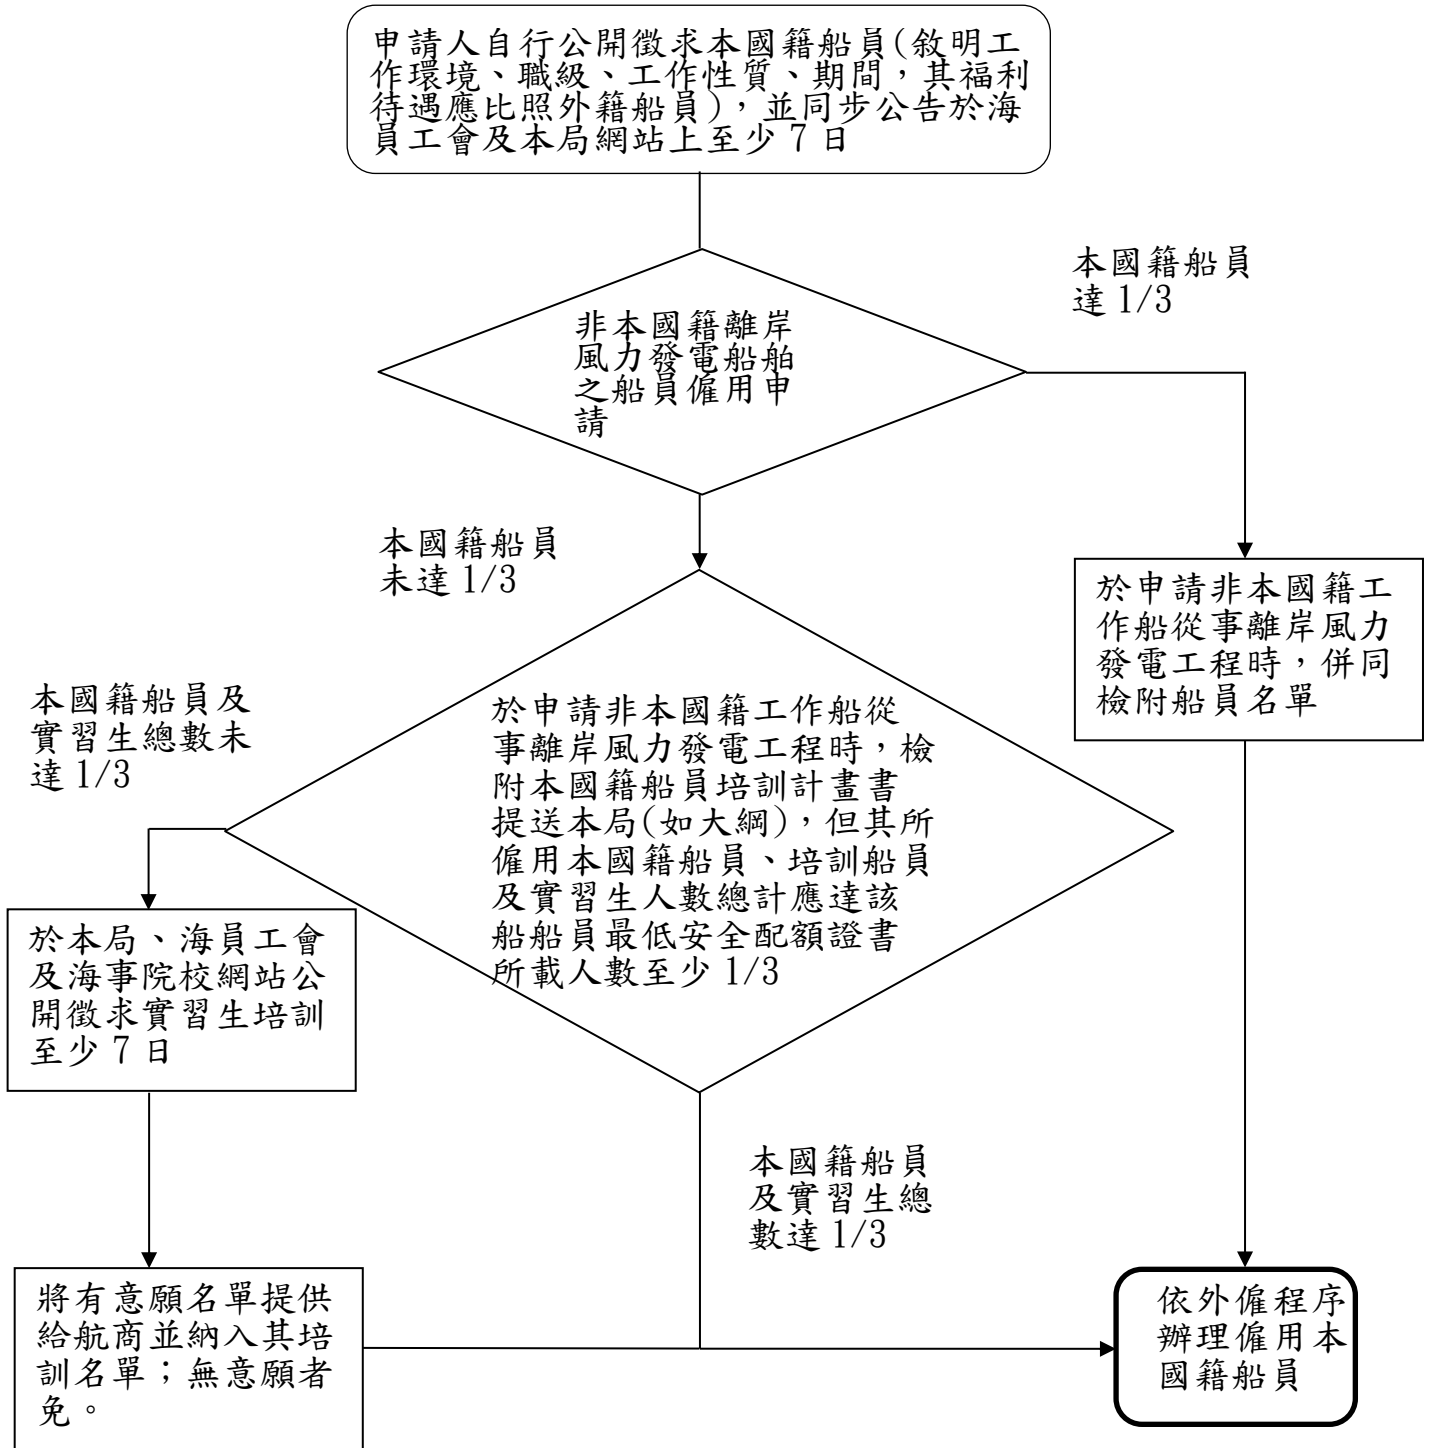 申請人自行公開徵求本國籍船員(敘明工
作環境、職級、工作性質、期間，其福利
待遇應比照外籍船員)，並同步公告於海
員工會及本局網站上至少 7 日
本國籍船員
達 1/3
非本國籍離岸
風力發電船舶
之船員僱用申
請
本國籍船員
未達 1/3
於申請非本國籍工
作船從事離岸風力
發電工程時，併同
檢附船員名單
本國籍船員及
實習生總數未
達 1/3
於申請非本國籍工作船從
事離岸風力發電工程時，檢
附本國籍船員培訓計畫書
提送本局(如大綱)，但其所
僱用本國籍船員、培訓船員
及實習生人數總計應達該
船船員最低安全配額證書
所載人數至少 1/3
於本局、海員工會
及海事院校網站公
開徵求實習生培訓
至少 7 日
本國籍船員
及實習生總
數達 1/3
將有意願名單提供
給航商並納入其培
訓名單；無意願者
免。
依外僱程序
辦理僱用本
國籍船員